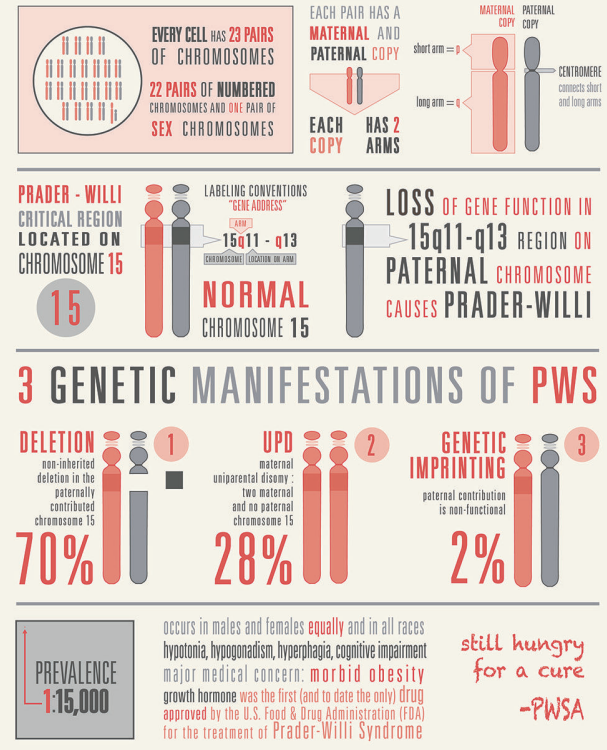 EVERY CELL HAS 23 PAIRS
OF CHROMOSOMES
22 PAIRS OF NUMBERED
CHROMOSOMES AND ONE PAIR OF
SEX CHROMOSOMES
EACH PAIR HAS A
MATERNAL AND
PATERNAL COPY
EACH HAS 2
COPY ARMS
MATERNAL COPY
PATERNAL COPY
short arm = p
long arm = q
CENTROMERE
connects short
and long arms
PRADER - WILLI
CRITICAL REGION
LOCATED ON
CHROMOSOME 15
15
LABELING CONVENTIONS
"GENE ADDRESS"
ARM
15q11 - q13
CHROMOSOME LOCATION ON ARM
NORMAL
CHROMOSOME 15
LOSS OF GENE FUNCTION IN
15q11-q13 REGION ON
PATERNAL CHROMOSOME
CAUSES PRADER-WILLI
3 GENETIC MANIFESTATIONS OF PWS
DELETION
non-inherited
deletion in the
paternally
contributed
chromosome 15
70%
1
UPD
maternal
uniparental disomy :
two maternal
and no paternal
chromosome 15
28%
2
GENETIC
IMPRINTING
paternal contribution
is non-functional
2%
3
PREVALENCE
1:15,000
occurs in males and females equally and in all races
hypotonia, hypogonadism, hyperphagia, cognitive impairment
major medical concern: morbid obesity
growth hormone was the first (and to date the only) drug
approved by the U.S. Food & Drug Administration (FDA)
for the treatment of Prader-Willi Syndrome
still hungry
for a cure
-PWSA